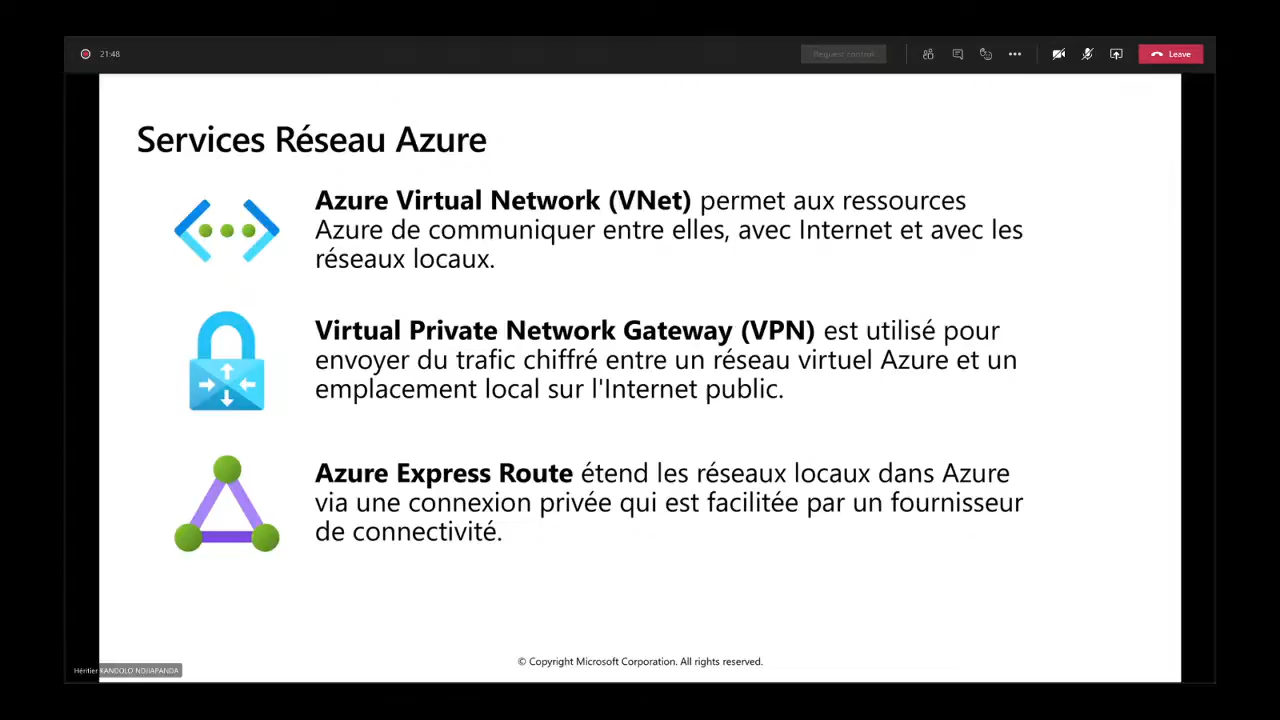 21:48
Request control
Leave
Services Réseau Azure
Azure Virtual Network (VNet) permet aux ressources
Azure de communiquer entre elles, avec Internet et avec les
réseaux locaux.
Virtual Private Network Gateway (VPN) est utilisé pour
envoyer du trafic chiffré entre un réseau virtuel Azure et un
emplacement local sur l'Internet public.
Azure Express Route étend les réseaux locaux dans Azure
via une connexion privée qui est facilitée par un fournisseur
de connectivité.
© Copyright Microsoft Corporation. All rights reserved.
Héritier KANDOLO